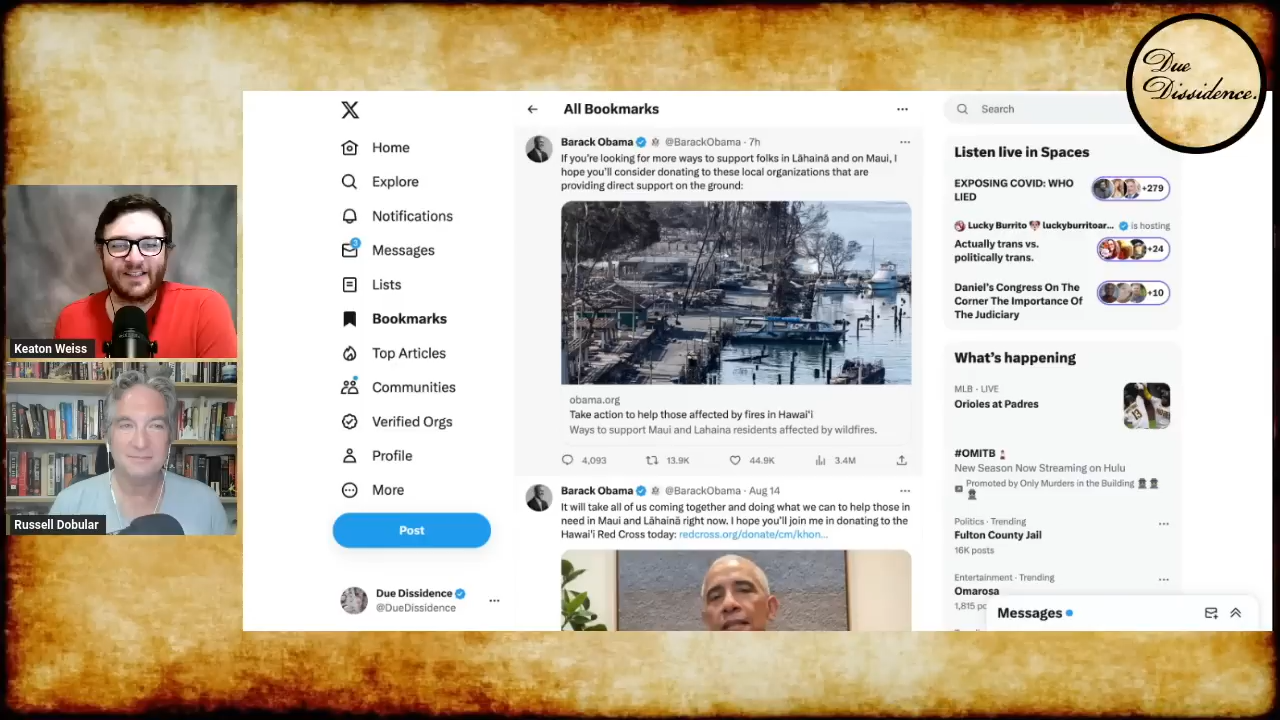 Due
Dissidence.
All Bookmarks
Search
Home
Explore
Notifications
3
Messages
Lists
Bookmarks
Top Articles
Communities
Verified Orgs
Profile
More
Post
Due Dissidence
@DueDissidence
Barack Obama @BarackObama · 7h
If you're looking for more ways to support folks in Lāhainā and on Maui, I
hope you'll consider donating to these local organizations that are
providing direct support on the ground:
obama.org
Take action to help those affected by fires in Hawai'i
Ways to support Maui and Lahaina residents affected by wildfires.
4,093 13.9K 44.9K 3.4M
Barack Obama @BarackObama · Aug 14
It will take all of us coming together and doing what we can to help those in
need in Maui and Lāhainā right now. I hope you'll join me in donating to the
Hawai'i Red Cross today: redcross.org/donate/cm/khon...
Listen live in Spaces
EXPOSING COVID: WHO
LIED
+279
Lucky Burrito luckyburritoar... is hosting
Actually trans vs.
politically trans.
+24
Daniel's Congress On The
Corner The Importance Of
The Judiciary
+10
What's happening
MLB · LIVE
Orioles at Padres
#OMITB
New Season Now Streaming on Hulu
Promoted by Only Murders in the Building
Politics · Trending
Fulton County Jail
16K posts
Entertainment · Trending
Omarosa
1,815 po
Messages
Keaton Weiss
Russell Dobular